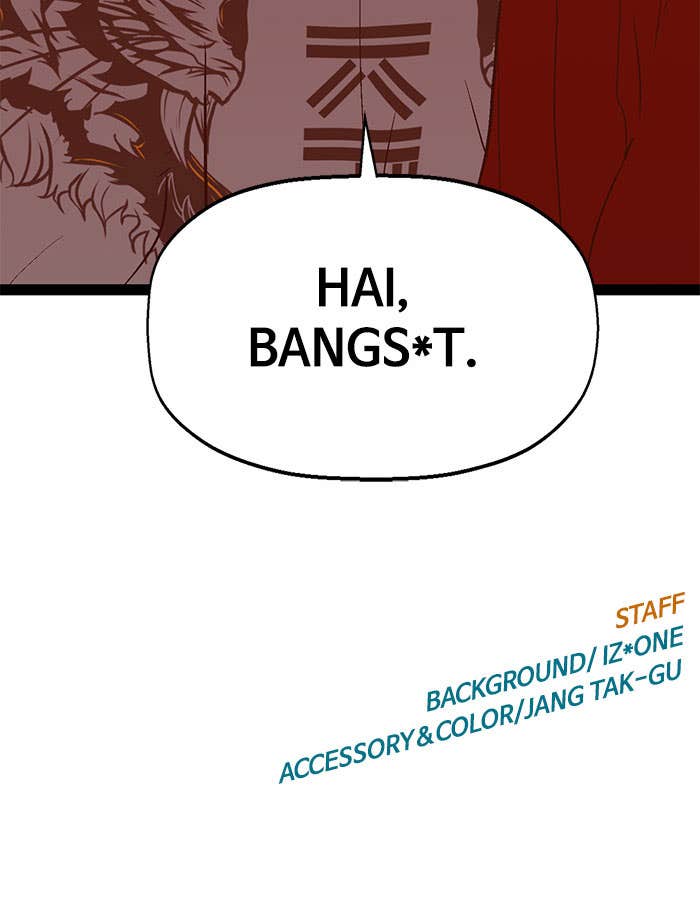 HAI,
BANGS*T.
STAFF
BACKGROUND/ IZ*ONE
ACCESSORY&COLOR/JANG TAK-GU